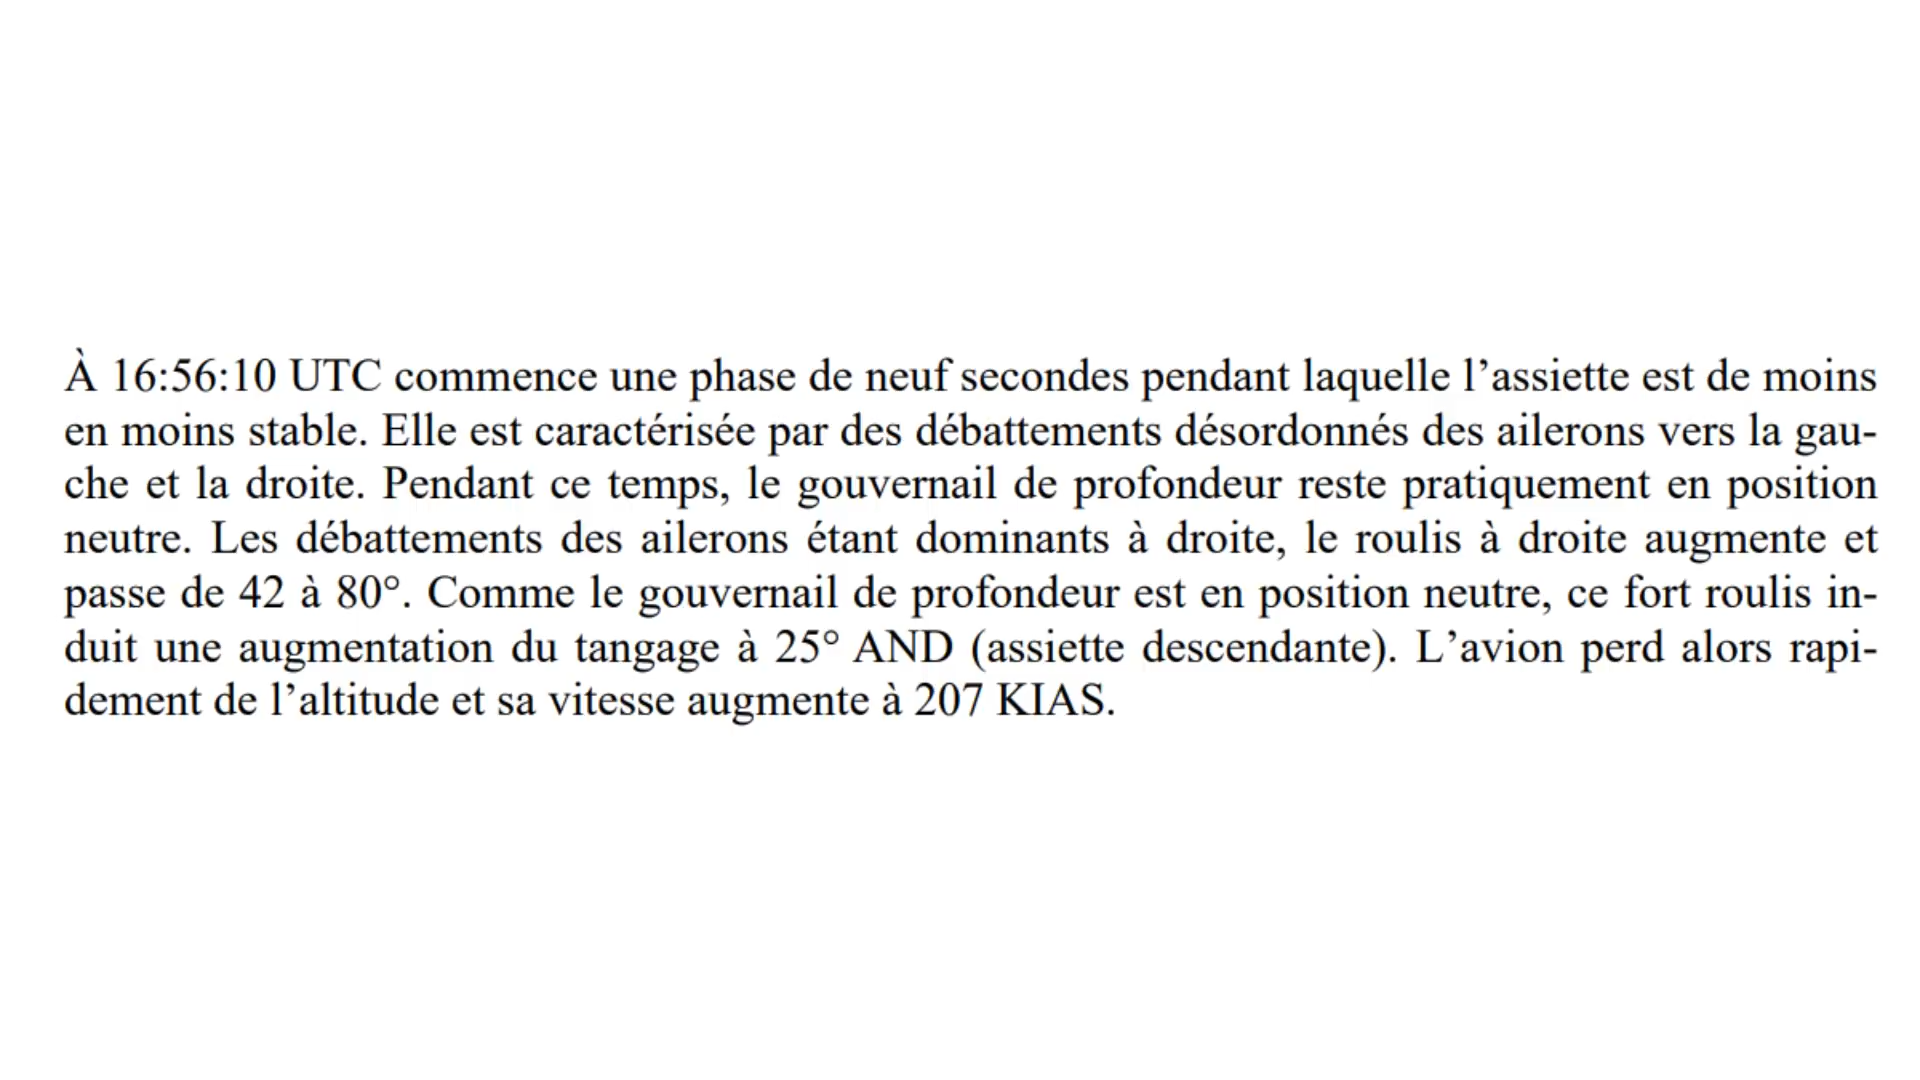 À 16:56:10 UTC commence une phase de neuf secondes pendant laquelle l’assiette est de moins
en moins stable. Elle est caractérisée par des débattements désordonnés des ailerons vers la gau-
che et la droite. Pendant ce temps, le gouvernail de profondeur reste pratiquement en position
neutre. Les débattements des ailerons étant dominants à droite, le roulis à droite augmente et
passe de 42 à 80°. Comme le gouvernail de profondeur est en position neutre, ce fort roulis in-
duit une augmentation du tangage à 25° AND (assiette descendante). L’avion perd alors rapi-
dement de l’altitude et sa vitesse augmente à 207 KIAS.